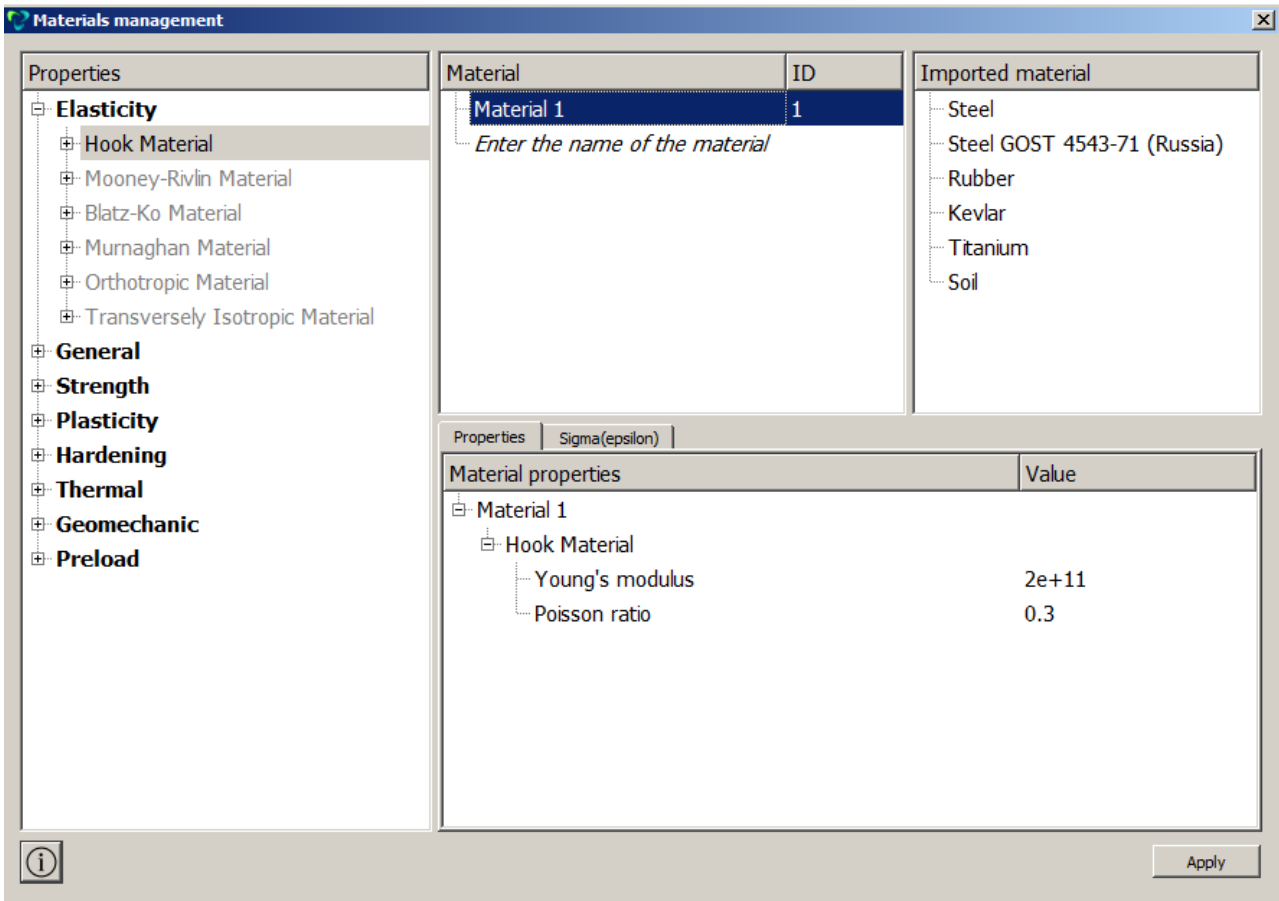 Materials management
Properties
Elasticity
Hook Material
Mooney-Rivlin Material
Blatz-Ko Material
Murnaghan Material
Orthotropic Material
Transversely Isotropic Material
General
Strength
Plasticity
Hardening
Thermal
Geomechanic
Preload
Material ID
Material 1 1
Enter the name of the material
Imported material
Steel
Steel GOST 4543-71 (Russia)
Rubber
Kevlar
Titanium
Soil
Properties Sigma(epsilon)
Material properties Value
Material 1
Hook Material
Young's modulus 2e+11
Poisson ratio 0.3
Apply